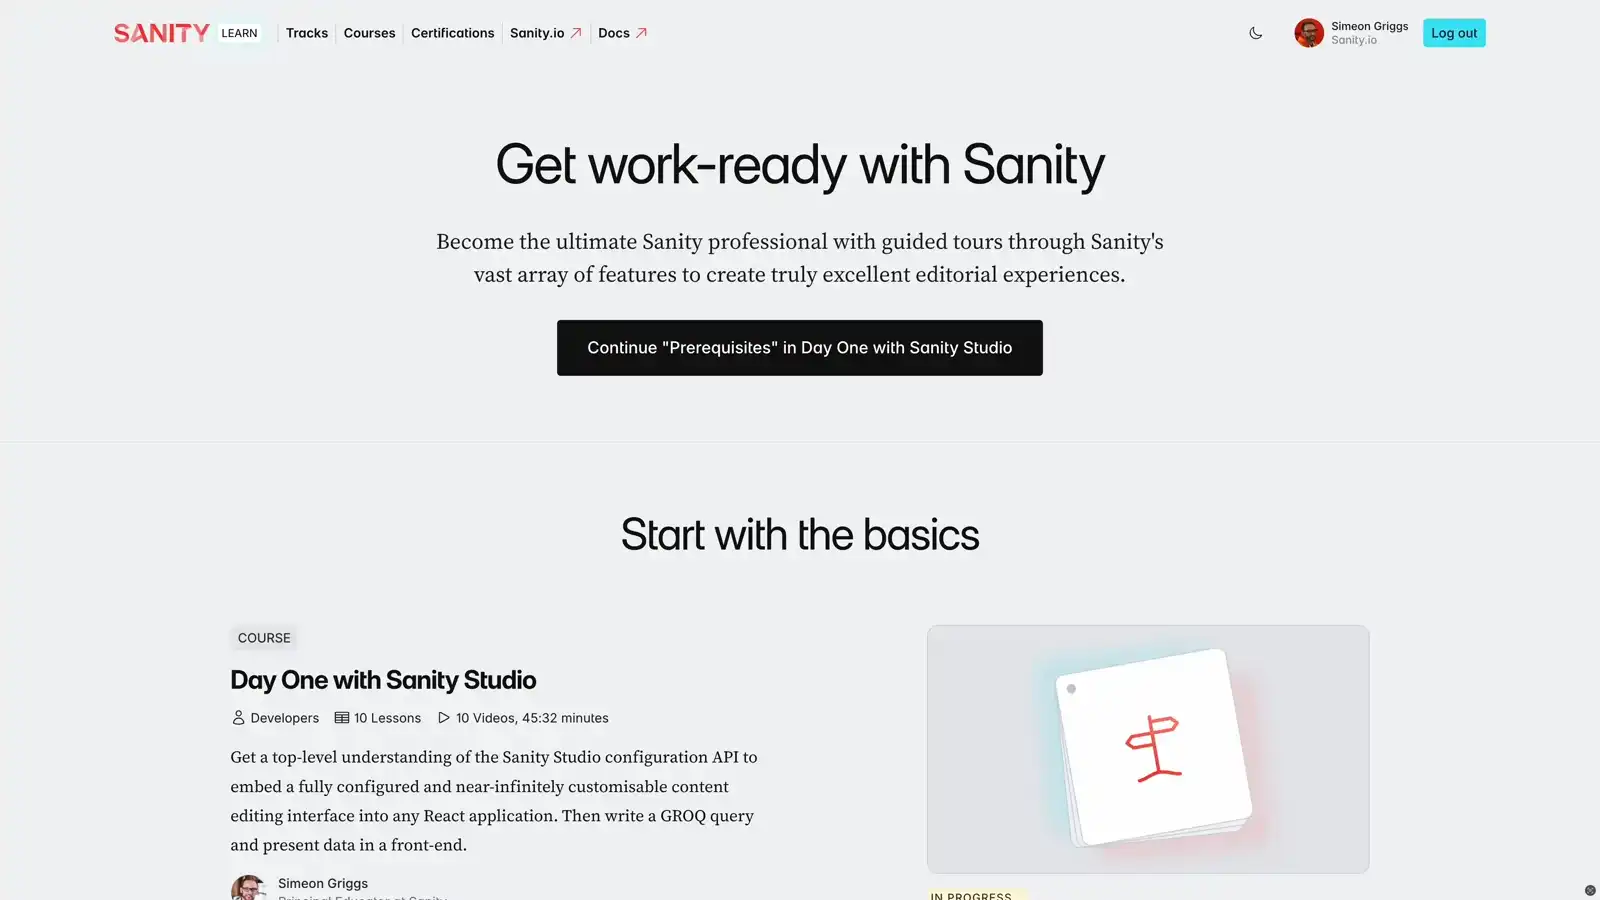 SANITY LEARN Tracks Courses Certifications Sanity.io Docs Simeon Griggs Sanity.io Log out
Get work-ready with Sanity
Become the ultimate Sanity professional with guided tours through Sanity's
vast array of features to create truly excellent editorial experiences.
Continue "Prerequisites" in Day One with Sanity Studio
Start with the basics
COURSE
Day One with Sanity Studio
Developers 10 Lessons 10 Videos, 45:32 minutes
Get a top-level understanding of the Sanity Studio configuration API to
embed a fully configured and near-infinitely customisable content
editing interface into any React application. Then write a GROQ query
and present data in a front-end.
Simeon Griggs
Principal Educator at Sanity
IN PROGRESS